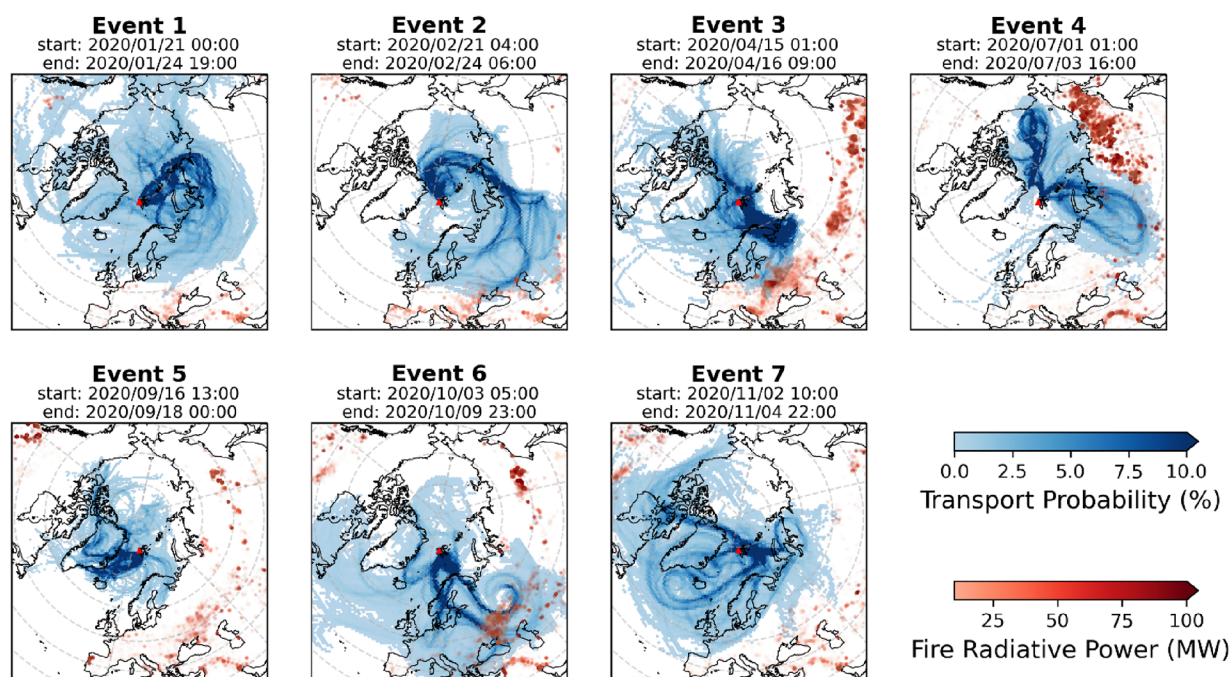 Event 1
start: 2020/01/21 00:00
end: 2020/01/24 19:00
Event 2
start: 2020/02/21 04:00
end: 2020/02/24 06:00
Event 3
start: 2020/04/15 01:00
end: 2020/04/16 09:00
Event 4
start: 2020/07/01 01:00
end: 2020/07/03 16:00
Event 5
start: 2020/09/16 13:00
end: 2020/09/18 00:00
Event 6
start: 2020/10/03 05:00
end: 2020/10/09 23:00
Event 7
start: 2020/11/02 10:00
end: 2020/11/04 22:00
0.0 2.5 5.0 7.5 10.0
Transport Probability (%)
25 50 75 100
Fire Radiative Power (MW)